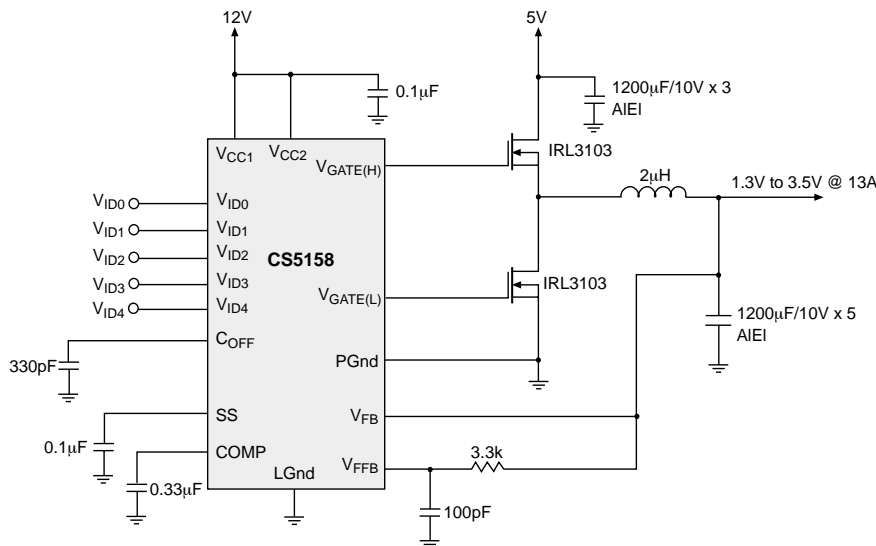 12V
5V
0.1μF
1200μF/10V x 3
AlEl
VCC1
VCC2
VGATE(H)
IRL3103
2μH
1.3V to 3.5V @ 13A
VID0
VID0
VID1
VID1
VID2
VID2
CS5158
VID3
VID3
VID4
VID4
VGATE(L)
IRL3103
1200μF/10V x 5
AlEl
COFF
330pF
PGnd
SS
VFB
0.1μF
COMP
3.3k
VFFB
LGnd
0.33μF
100pF